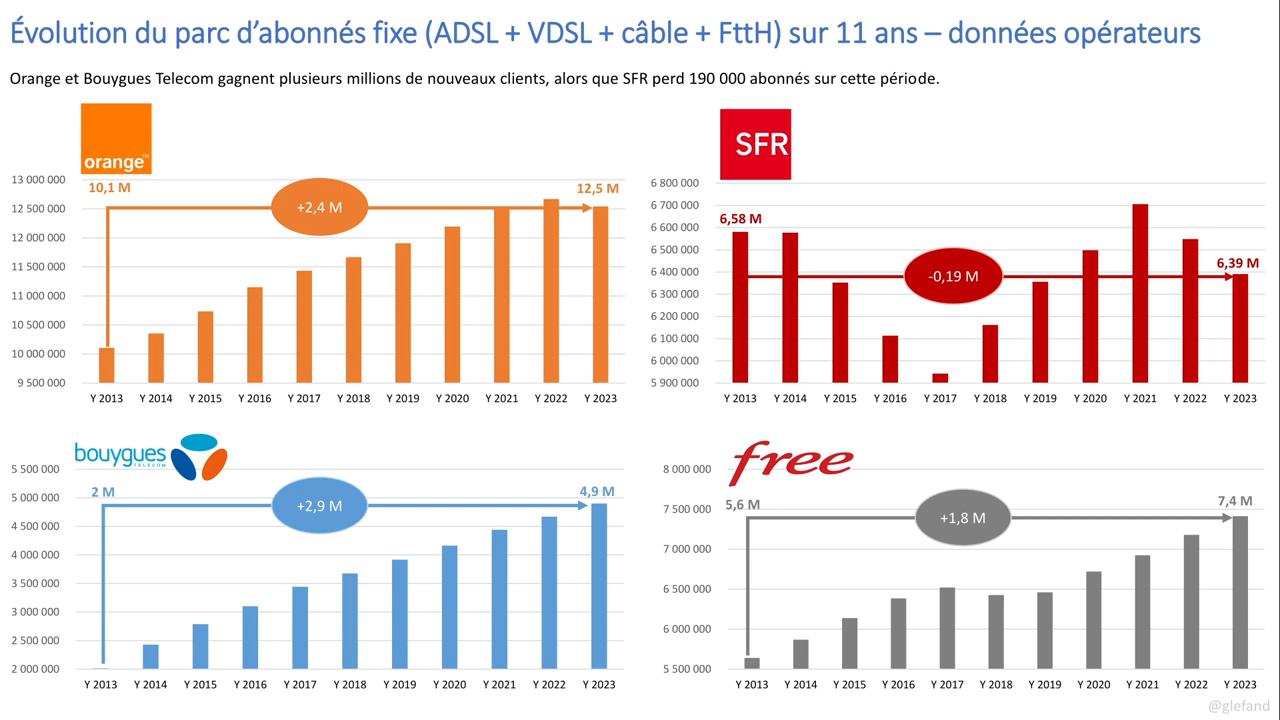 Évolution du parc d’abonnés fixe (ADSL + VDSL + câble + FttH) sur 11 ans – données opérateurs
Orange et Bouygues Telecom gagnent plusieurs millions de nouveaux clients, alors que SFR perd 190 000 abonnés sur cette période.
orange™
13 000 000
12 500 000
12 000 000
11 500 000
11 000 000
10 500 000
10 000 000
9 500 000
10,1 M
+2,4 M
12,5 M
Y 2013 Y 2014 Y 2015 Y 2016 Y 2017 Y 2018 Y 2019 Y 2020 Y 2021 Y 2022 Y 2023
SFR
6 800 000
6 700 000
6 600 000
6 500 000
6 400 000
6 300 000
6 200 000
6 100 000
6 000 000
5 900 000
6,58 M
-0,19 M
6,39 M
Y 2013 Y 2014 Y 2015 Y 2016 Y 2017 Y 2018 Y 2019 Y 2020 Y 2021 Y 2022 Y 2023
bouygues
TELECOM
5 500 000
5 000 000
4 500 000
4 000 000
3 500 000
3 000 000
2 500 000
2 000 000
2 M
+2,9 M
4,9 M
Y 2013 Y 2014 Y 2015 Y 2016 Y 2017 Y 2018 Y 2019 Y 2020 Y 2021 Y 2022 Y 2023
free
8 000 000
7 500 000
7 000 000
6 500 000
6 000 000
5 500 000
5,6 M
+1,8 M
7,4 M
Y 2013 Y 2014 Y 2015 Y 2016 Y 2017 Y 2018 Y 2019 Y 2020 Y 2021 Y 2022 Y 2023
@glefand